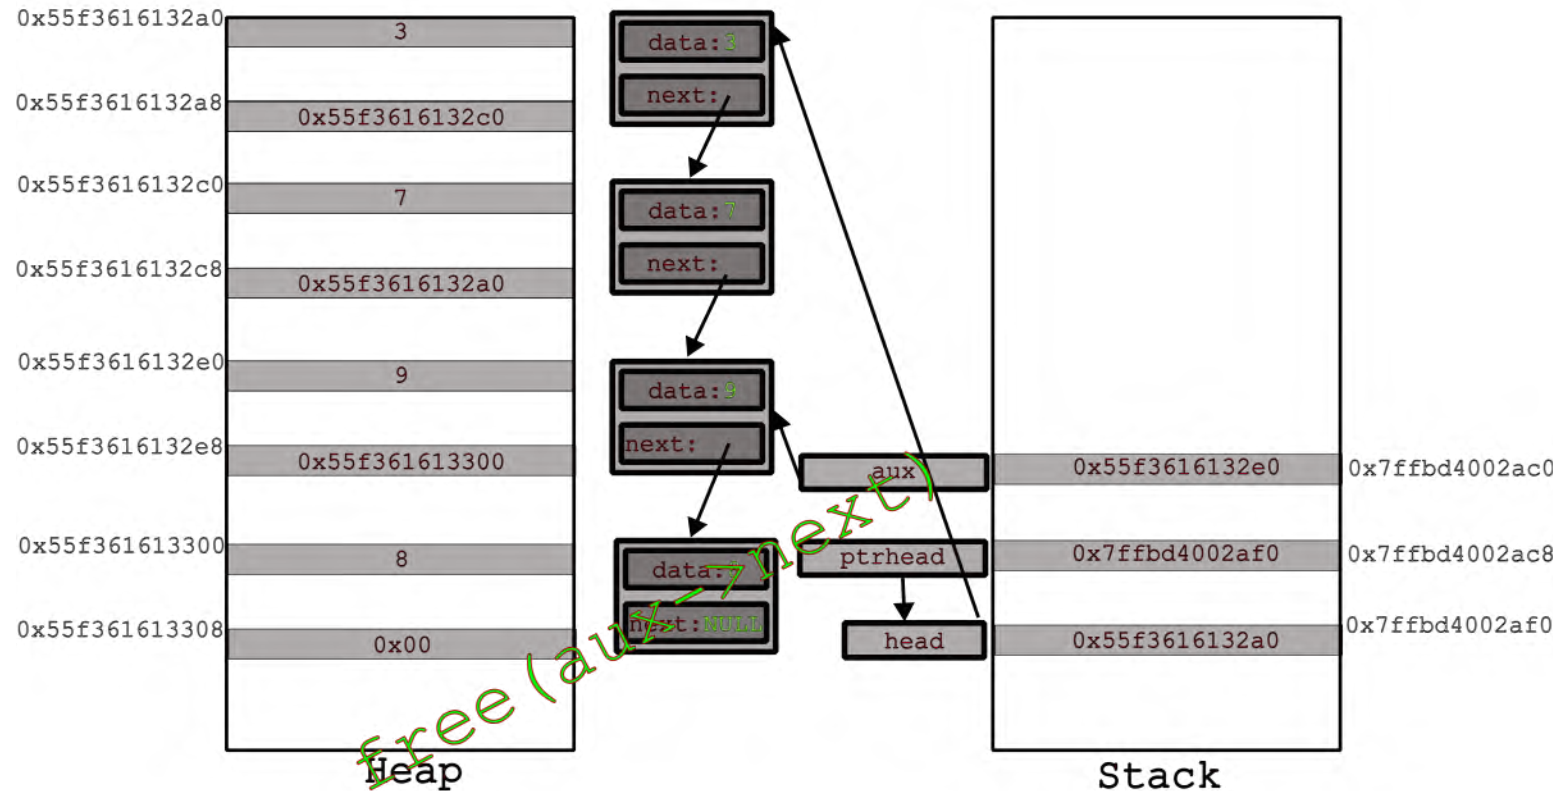 0x55f3616132a0
3
0x55f3616132a8
0x55f3616132c0
0x55f3616132c0
7
0x55f3616132c8
0x55f3616132a0
0x55f3616132e0
9
0x55f3616132e8
0x55f361613300
0x55f361613300
8
0x55f361613308
0x00
Heap
data:3
next:
data:7
next:
data:9
next:
data:
next:NULL
free(aux->next)
aux
0x55f3616132e0
0x7ffbd4002ac0
ptrhead
0x7ffbd4002af0
0x7ffbd4002ac8
head
0x55f3616132a0
0x7ffbd4002af0
Stack